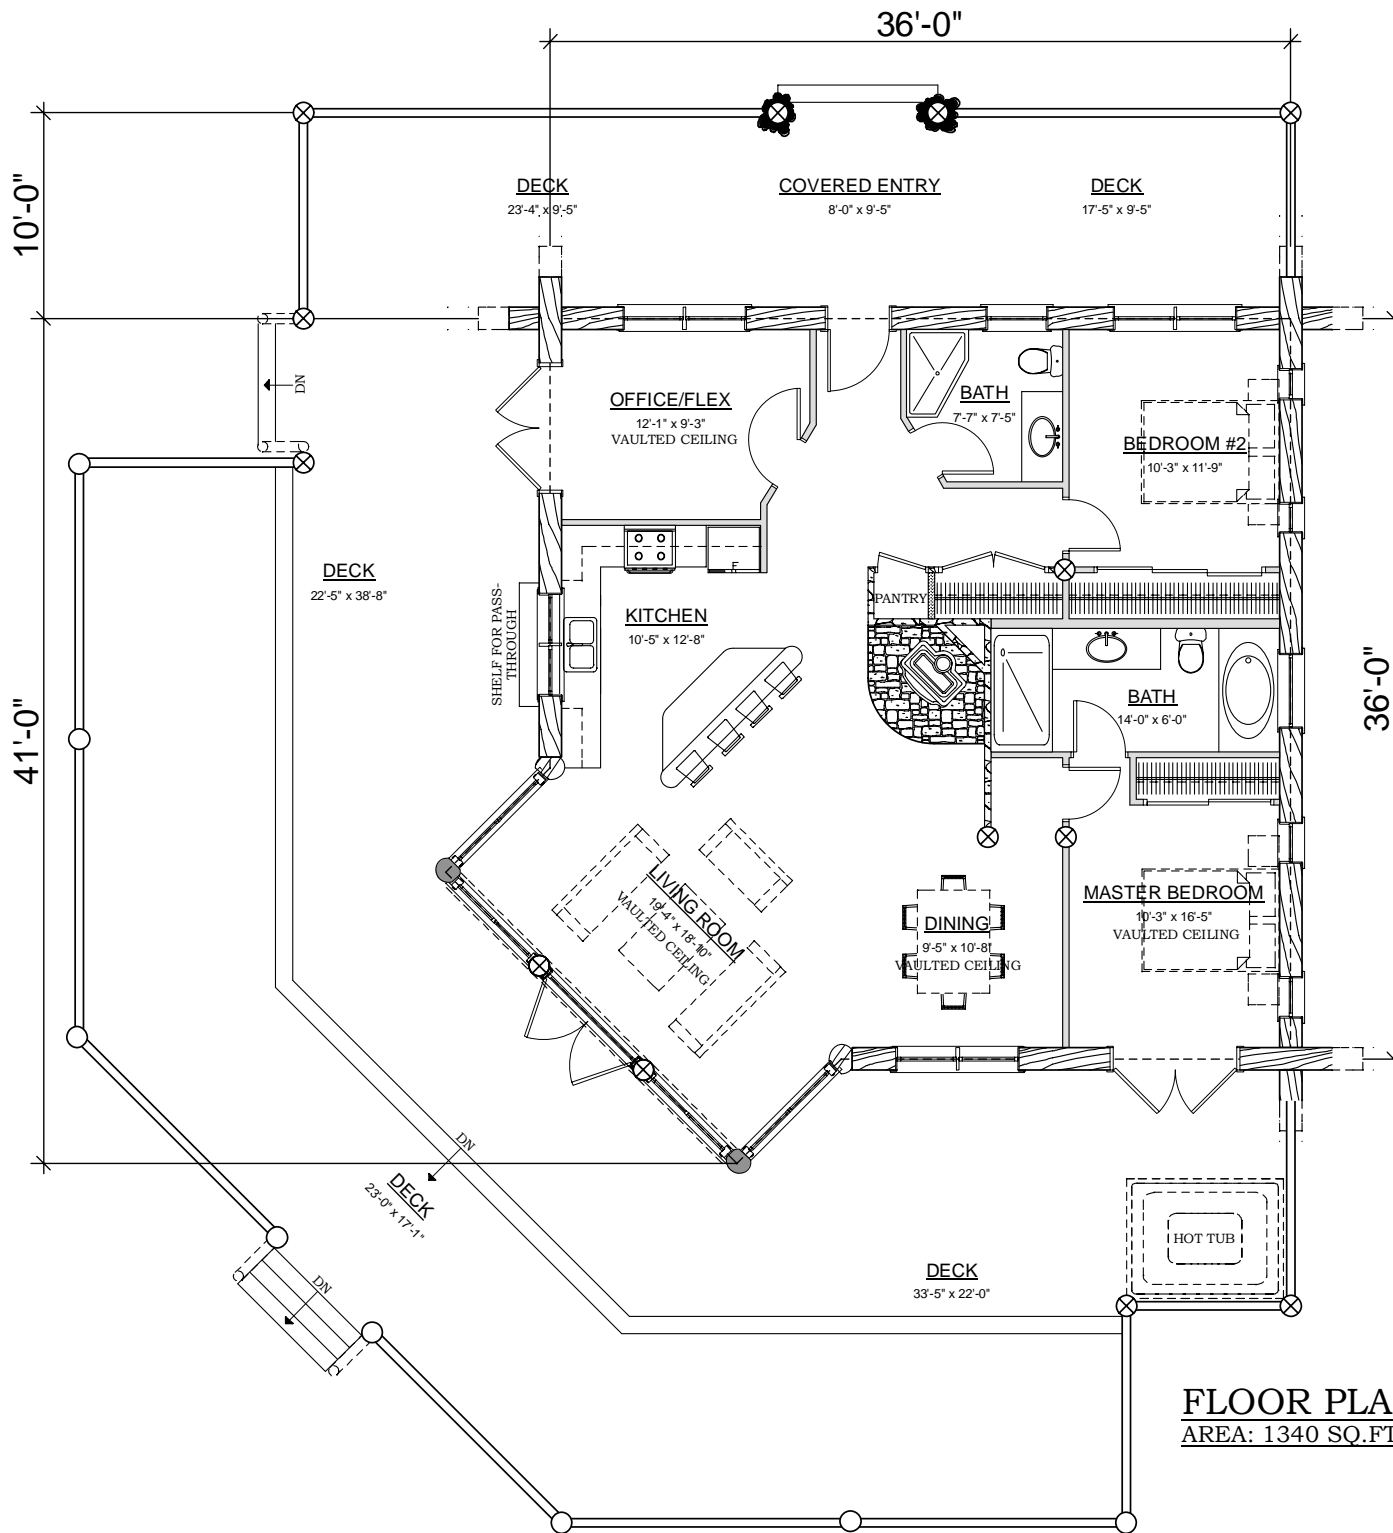 36'-0"
10'-0"
DECK
23'-4" x 9'-5"
COVERED ENTRY
8'-0" x 9'-5"
DECK
17'-5" x 9'-5"
DN
OFFICE/FLEX
12'-1" x 9'-3"
VAULTED CEILING
BATH
7'-7" x 7'-5"
BEDROOM #2
10'-3" x 11'-9"
DECK
22'-5" x 38'-8"
SHELF FOR PASS-
THROUGH
F
KITCHEN
10'-5" x 12'-8"
PANTRY
41'-0"
36'-0"
BATH
14'-0" x 6'-0"
LIVING ROOM
19'-4" x 18'-10"
VAULTED CEILING
DINING
9'-5" x 10'-8"
VAULTED CEILING
MASTER BEDROOM
10'-3" x 16'-5"
VAULTED CEILING
DN
DECK
23'-0" x 17'-1"
DN
HOT TUB
DECK
33'-5" x 22'-0"
FLOOR PLA
AREA: 1340 SQ.FT